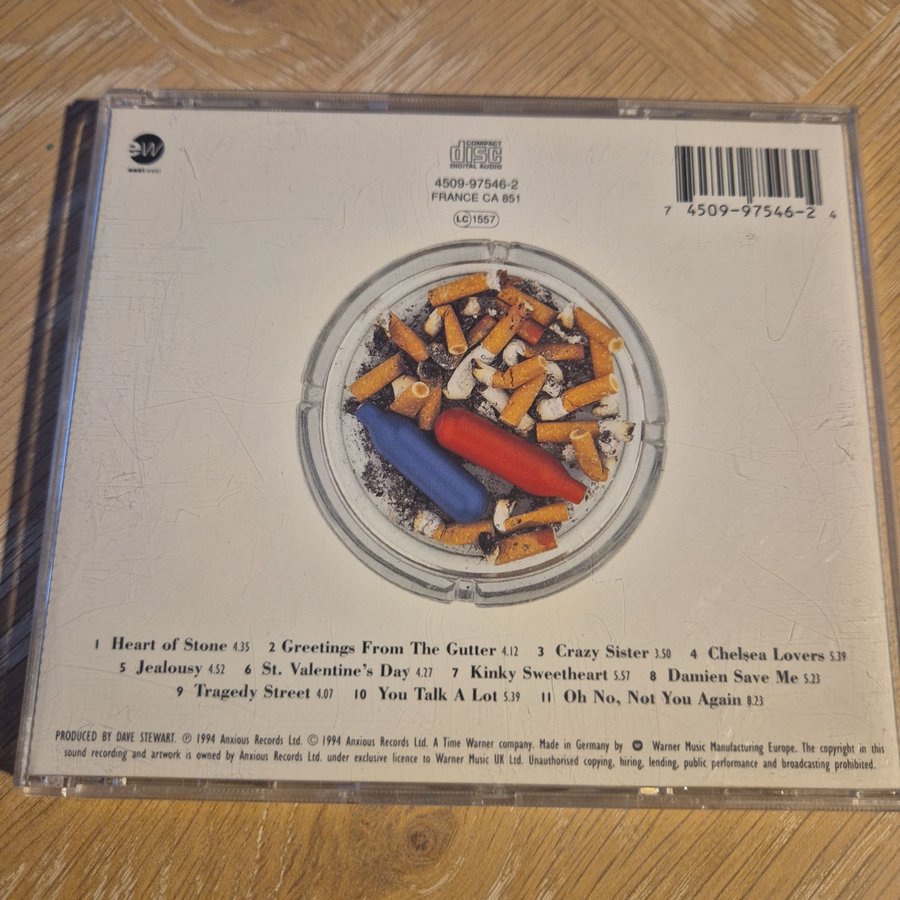 ew
COMPACT
disc
DIGITAL AUDIO
4509-97546-2
FRANCE CA 851
LC 1557
7 4509-97546-2 4
1 Heart of Stone 4.35 2 Greetings From The Gutter 4.12 3 Crazy Sister 3.50 4 Chelsea Lovers 5.39
5 Jealousy 4.52 6 St. Valentine's Day 4.27 7 Kinky Sweetheart 5.57 8 Damien Save Me 5.23
9 Tragedy Street 4.07 10 You Talk A Lot 5.39 11 Oh No, Not You Again 8.23
PRODUCED BY DAVE STEWART. ℗ 1994 Anxious Records Ltd. © 1994 Anxious Records Ltd. A Time Warner company. Made in Germany by Warner Music Manufacturing Europe. The copyright in this
sound recording and artwork is owned by Anxious Records Ltd. under exclusive licence to Warner Music UK Ltd. Unauthorised copying, hiring, lending, public performance and broadcasting prohibited.